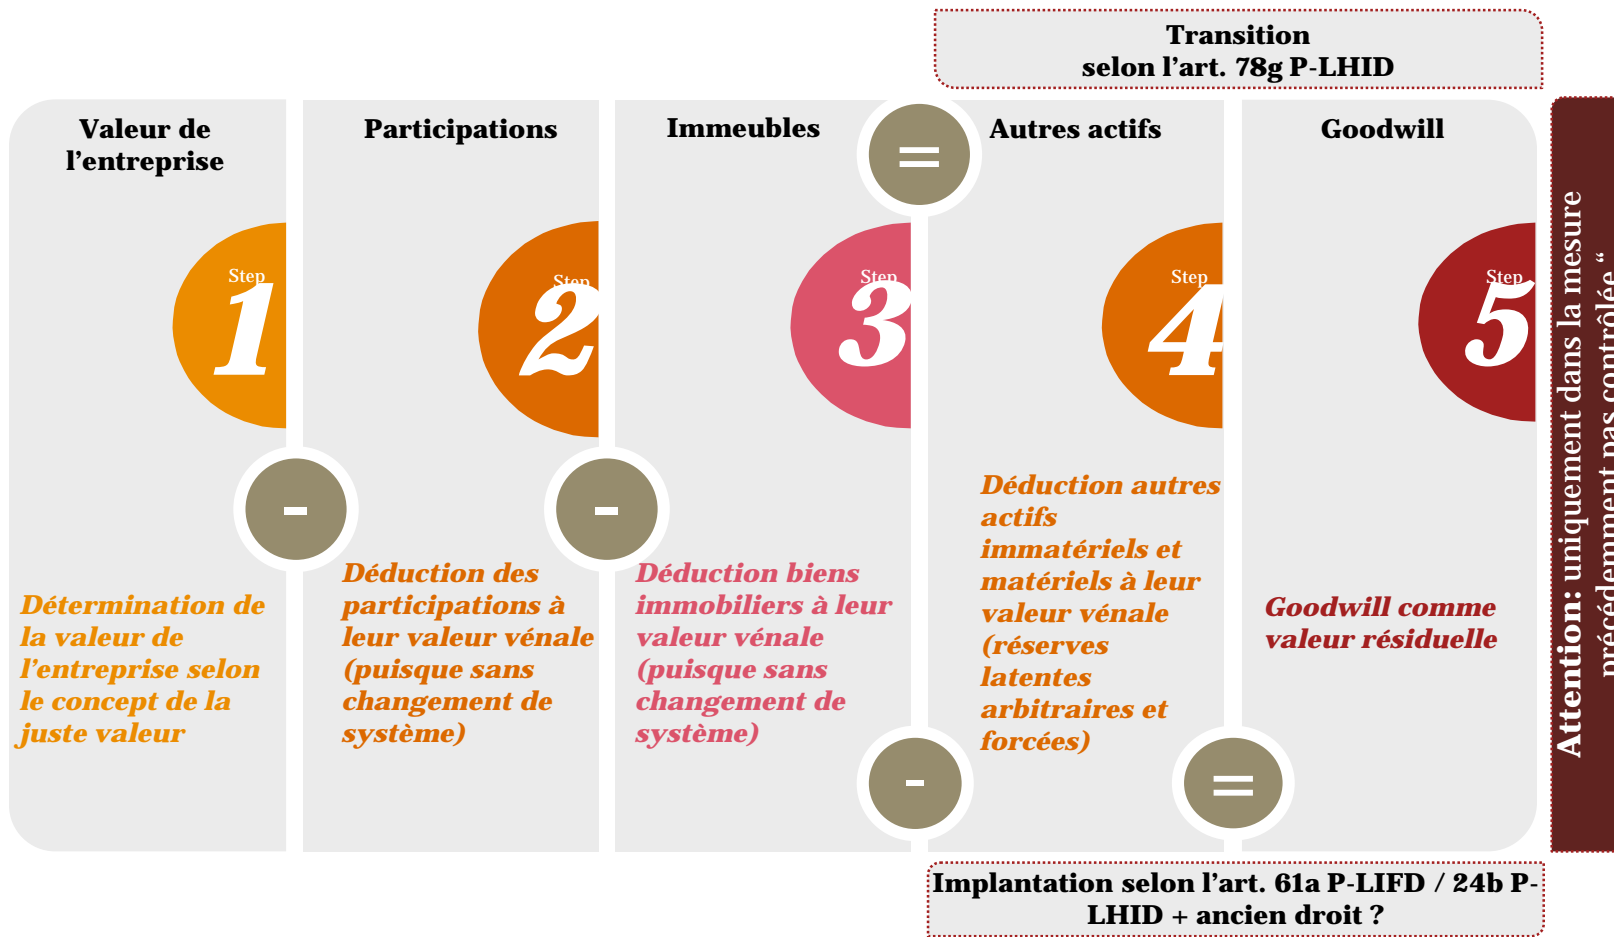 Transition
selon l'art. 78g P-LHID
Valeur de
l'entreprise
Step
1
-
Détermination de
la valeur de
l'entreprise selon
le concept de la
juste valeur
Participations
Step
2
-
Déduction des
participations à
leur valeur vénale
(puisque sans
changement de
système)
Immeubles
Step
3
=
-
Déduction biens
immobiliers à leur
valeur vénale
(puisque sans
changement de
système)
Autres actifs
Step
4
Déduction autres
actifs
immatériels et
matériels à leur
valeur vénale
(réserves
latentes
arbitraires et
forcées)
=
Goodwill
Step
5
Goodwill comme
valeur résiduelle
Attention: uniquement dans la mesure
précédemment pas contrôlée “
Implantation selon l'art. 61a P-LIFD / 24b P-
LHID + ancien droit ?